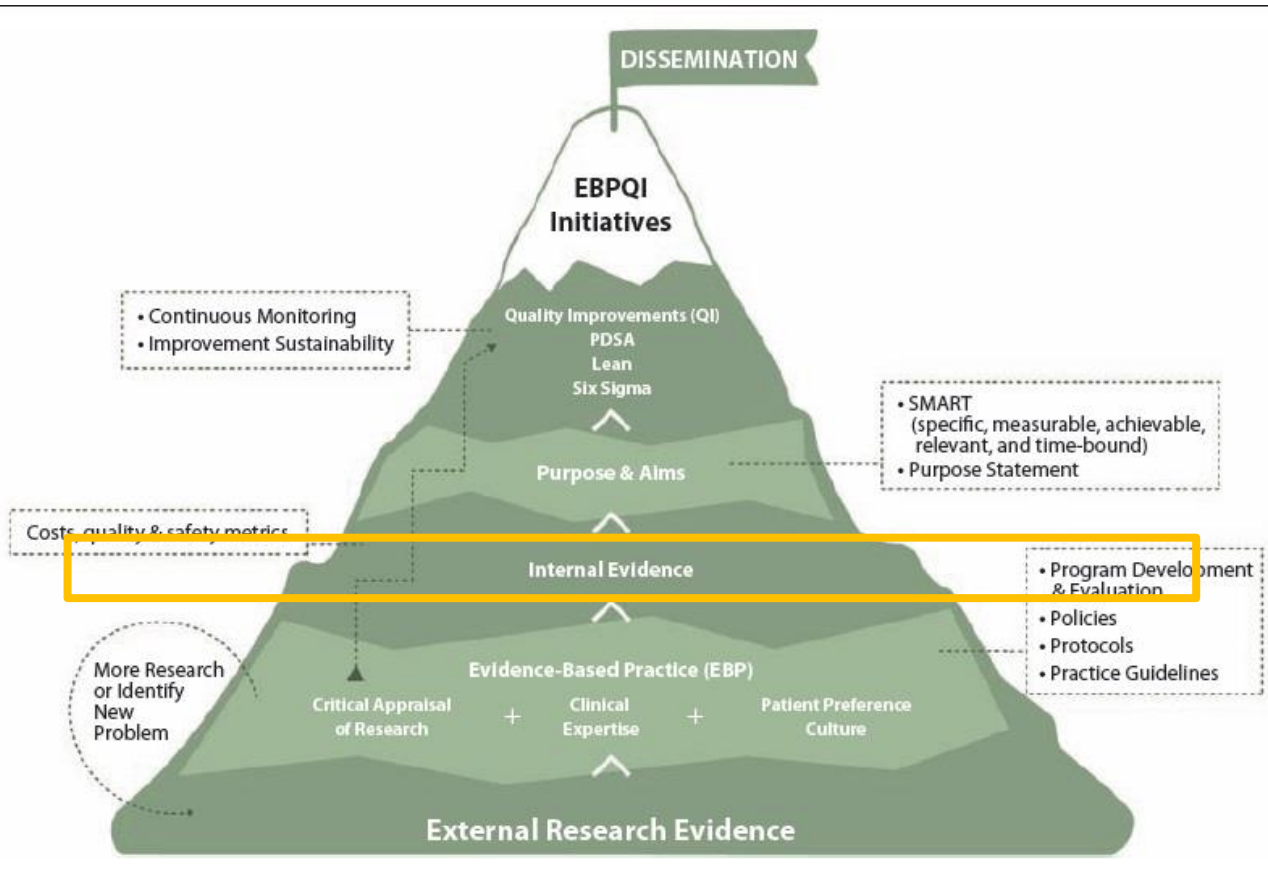 DISSEMINATION
EBPQI
Initiatives
• Continuous Monitoring
• Improvement Sustainability
Quality Improvements (QI)
PDSA
Lean
Six Sigma
• SMART
(specific, measurable, achievable,
relevant, and time-bound)
• Purpose Statement
Purpose & Aims
Costs, quality & safety metrics
Internal Evidence
• Program Development
& Evaluation
• Policies
• Protocols
• Practice Guidelines
More Research
or Identify
New
Problem
Evidence-Based Practice (EBP)
Critical Appraisal
of Research
+
Clinical
Expertise
+
Patient Preference
Culture
External Research Evidence